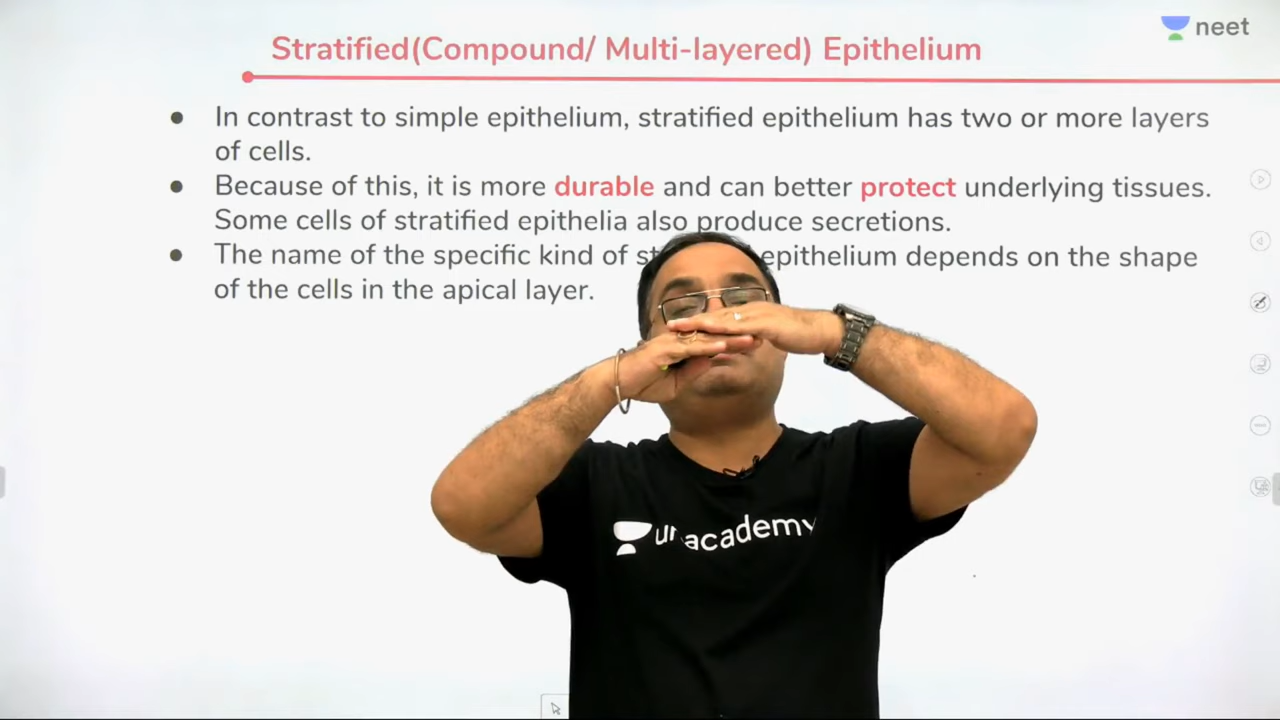 Stratified(Compound/ Multi-layered) Epithelium
neet
In contrast to simple epithelium, stratified epithelium has two or more layers
of cells.
Because of this, it is more durable and can better protect underlying tissues.
Some cells of stratified epithelia also produce secretions.
The name of the specific kind of epithelium depends on the shape
of the cells in the apical layer.
unacademy